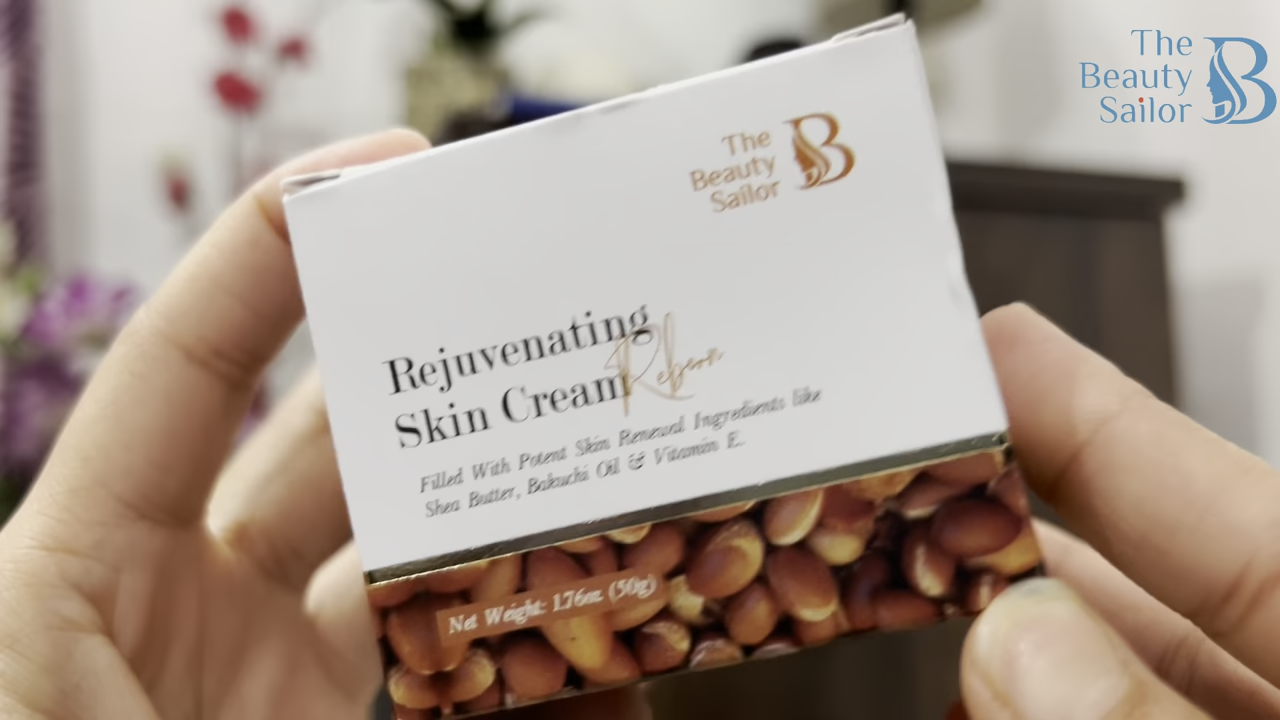 The
Beauty
Sailor
B
The
Beauty
Sailor
B
Rejuvenating
Skin Cream
Reborn
Filled With Potent Skin Renewal Ingredients like
Shea Butter, Bakuchi Oil & Vitamin E.
Net Weight: 1.76oz. (50g)